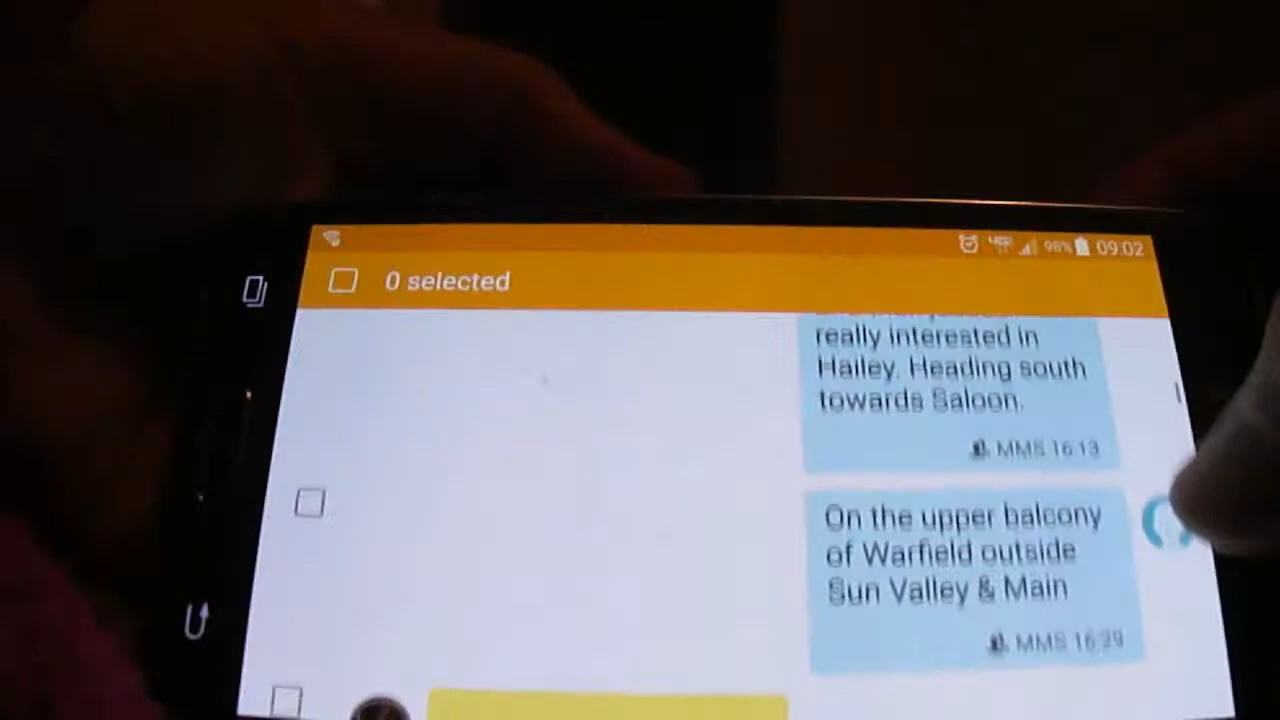 98% 09:02
0 selected
really interested in
Hailey. Heading south
towards Saloon.
MMS 16:13
On the upper balcony
of Warfield outside
Sun Valley & Main
MMS 16:29